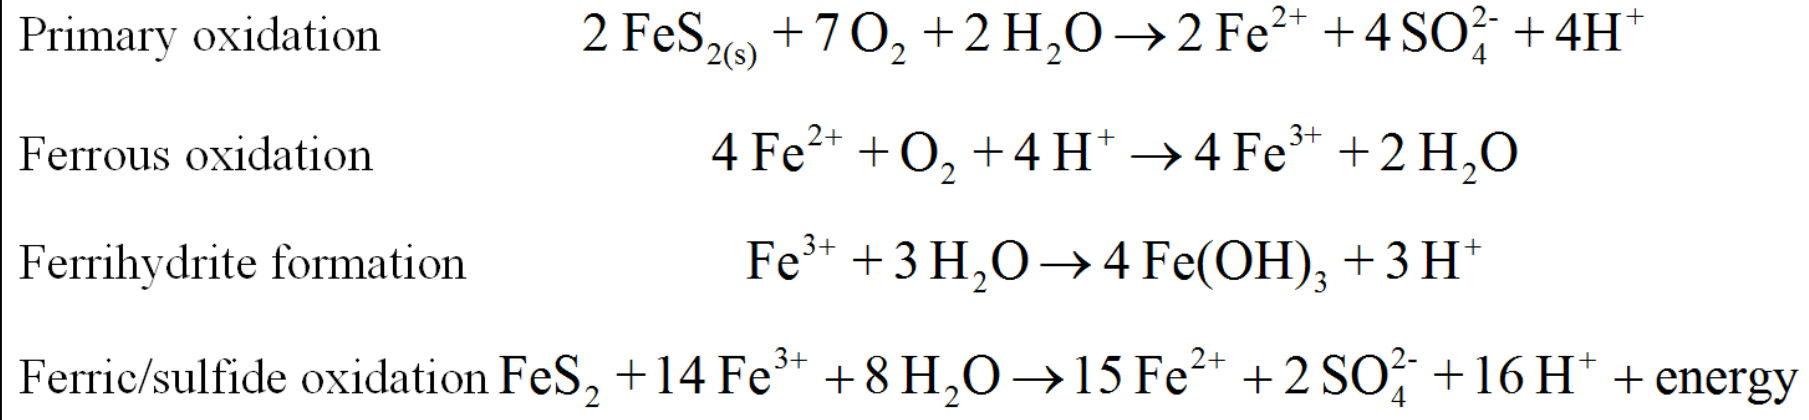 Primary oxidation 2 FeS₂₍ₛ₎ + 7 O₂ + 2 H₂O → 2 Fe²⁺ + 4 SO₄²⁻ + 4H⁺
Ferrous oxidation 4 Fe²⁺ + O₂ + 4 H⁺ → 4 Fe³⁺ + 2 H₂O
Ferrihydrite formation Fe³⁺ + 3 H₂O → 4 Fe(OH)₃ + 3 H⁺
Ferric/sulfide oxidation FeS₂ + 14 Fe³⁺ + 8 H₂O → 15 Fe²⁺ + 2 SO₄²⁻ + 16 H⁺ + energy